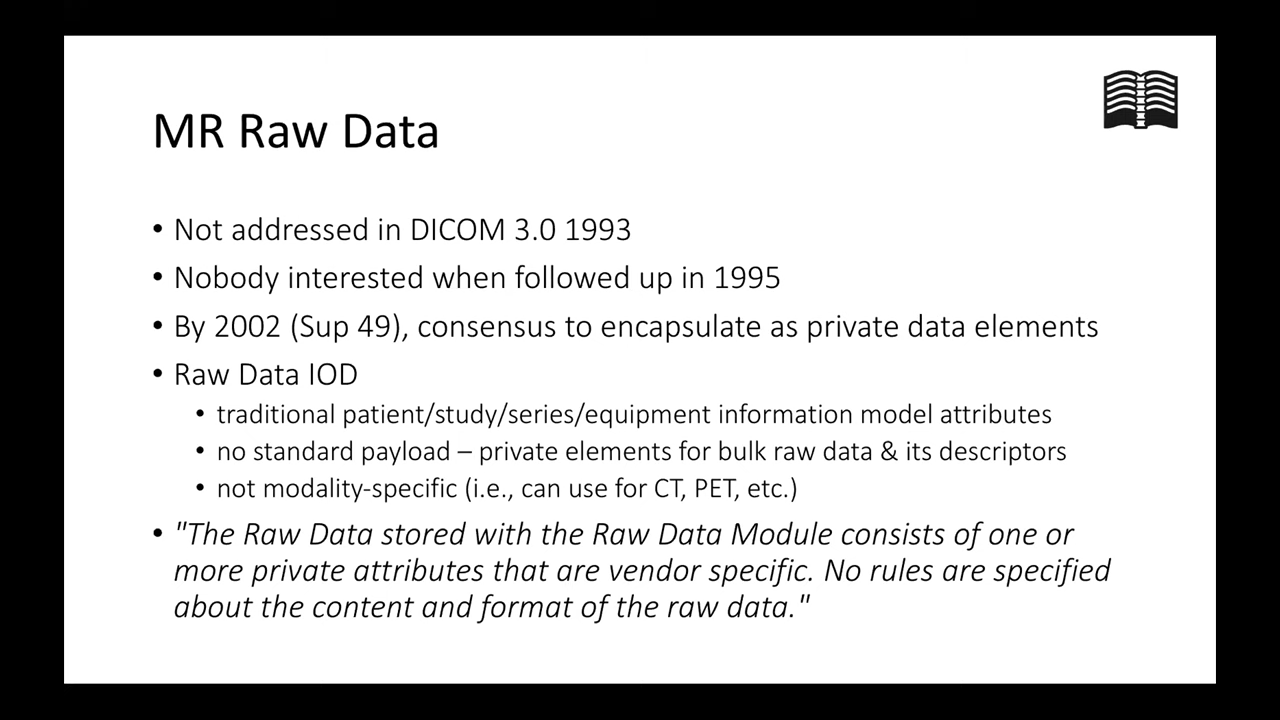 MR Raw Data
• Not addressed in DICOM 3.0 1993
• Nobody interested when followed up in 1995
• By 2002 (Sup 49), consensus to encapsulate as private data elements
• Raw Data IOD
• traditional patient/study/series/equipment information model attributes
• no standard payload – private elements for bulk raw data & its descriptors
• not modality-specific (i.e., can use for CT, PET, etc.)
• "The Raw Data stored with the Raw Data Module consists of one or
more private attributes that are vendor specific. No rules are specified
about the content and format of the raw data."